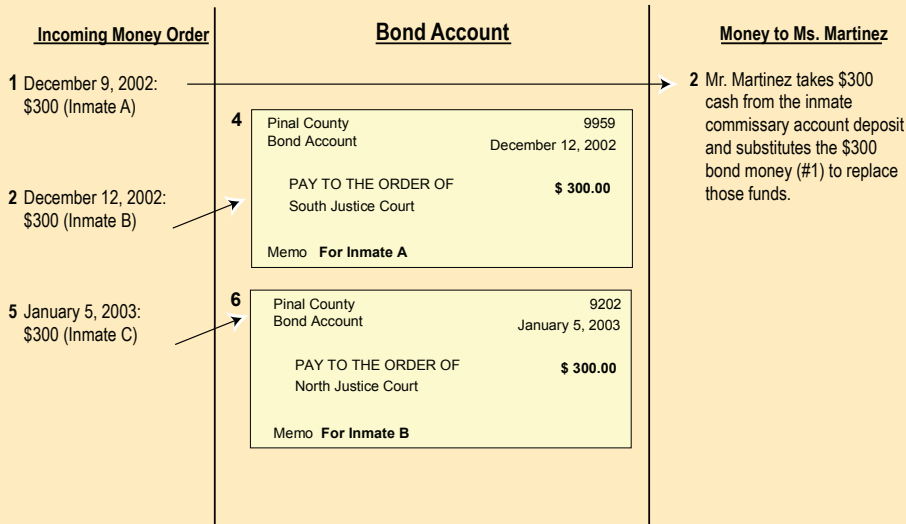 Incoming Money Order
Bond Account
Money to Ms. Martinez
1 December 9, 2002:
$300 (Inmate A)
2 Mr. Martinez takes $300
cash from the inmate
commissary account deposit
and substitutes the $300
bond money (#1) to replace
those funds.
2 December 12, 2002:
$300 (Inmate B)
4
Pinal County 9959
Bond Account December 12, 2002
PAY TO THE ORDER OF $ 300.00
South Justice Court
Memo For Inmate A
5 January 5, 2003:
$300 (Inmate C)
6
Pinal County 9202
Bond Account January 5, 2003
PAY TO THE ORDER OF $ 300.00
North Justice Court
Memo For Inmate B